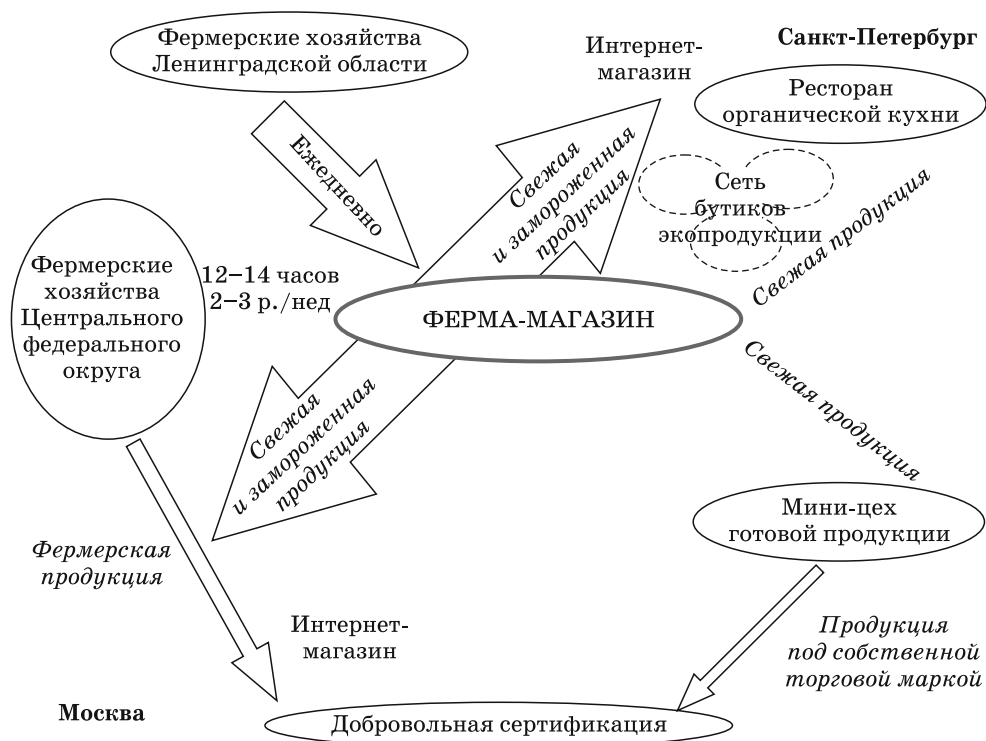 Фермерские хозяйства
Ленинградской области
Интернет-
магазин
Санкт-Петербург
Ресторан
органической кухни
Ежедневно
Свежая
и замороженная
продукция
Сеть
бутиков
экопродукции
Свежая продукция
Фермерские
хозяйства
Центрального
федерального
округа
12–14 часов
2–3 р./нед
ФЕРМА-МАГАЗИН
Свежая продукция
Свежая
и замороженная
продукция
Мини-цех
готовой продукции
Фермерская
продукция
Интернет-
магазин
Продукция
под собственной
торговой маркой
Москва
Добровольная сертификация